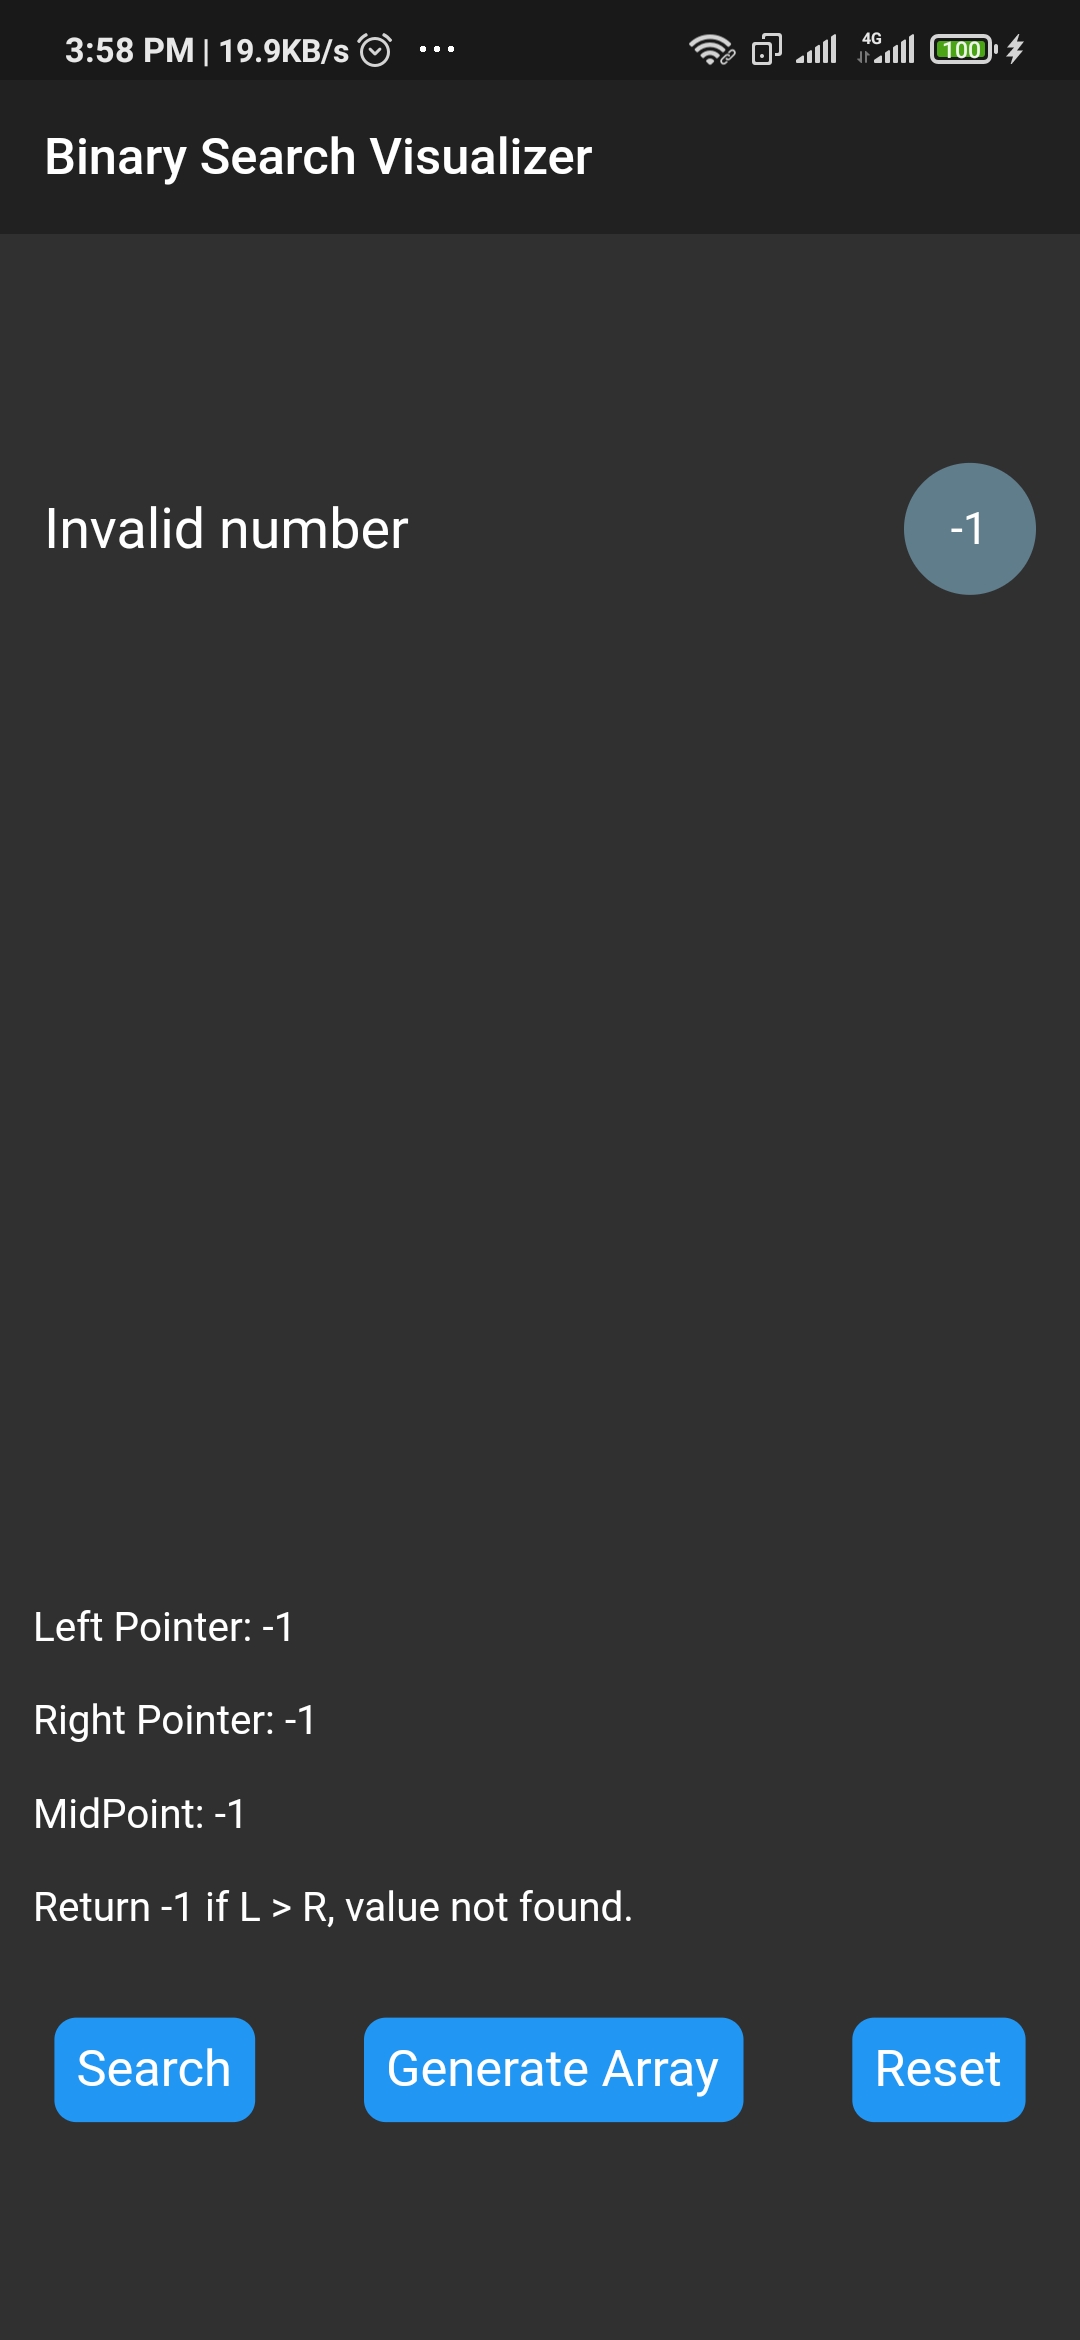 3:58 PM | 19.9KB/s ... 4G 100
Binary Search Visualizer
Invalid number -1
Left Pointer: -1
Right Pointer: -1
MidPoint: -1
Return -1 if L > R, value not found.
Search Generate Array Reset